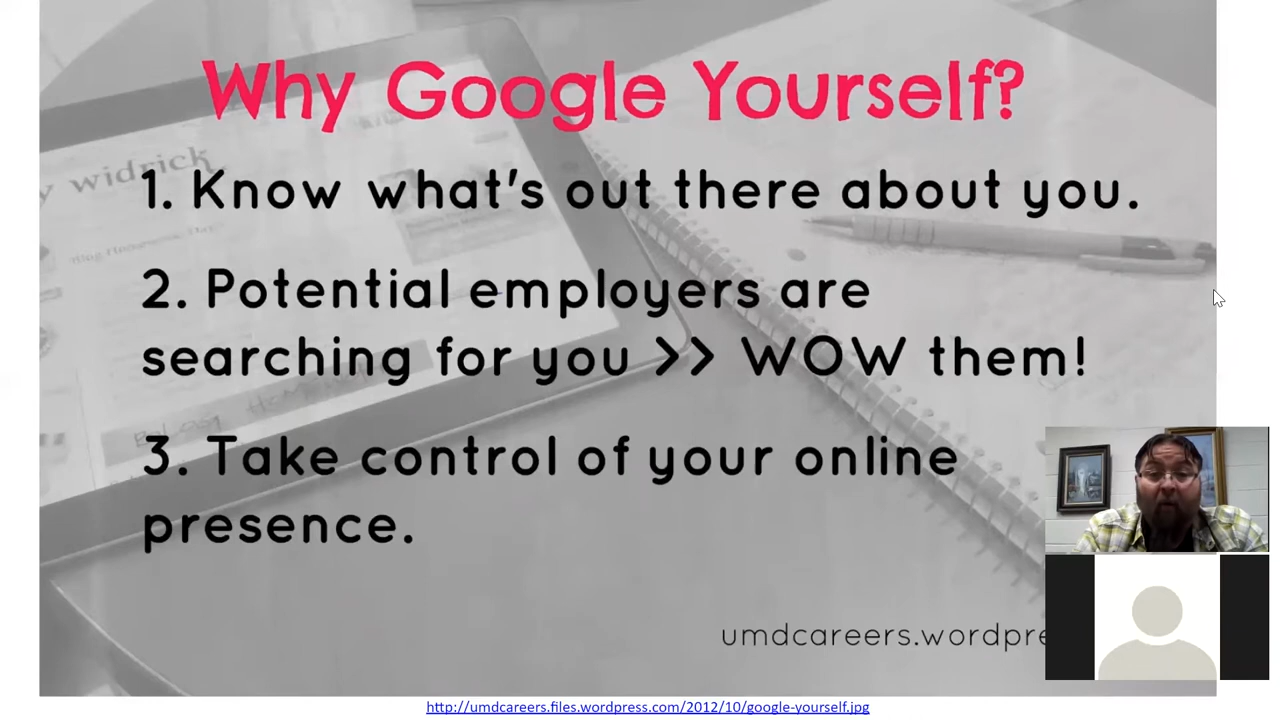 Why Google Yourself?
y widrick
1. Know what's out there about you.
2. Potential employers are
searching for you >> WOW them!
3. Take control of your online
presence.
umdcareers.wordpre
http://umdcareers.files.wordpress.com/2012/10/google-yourself.jpg